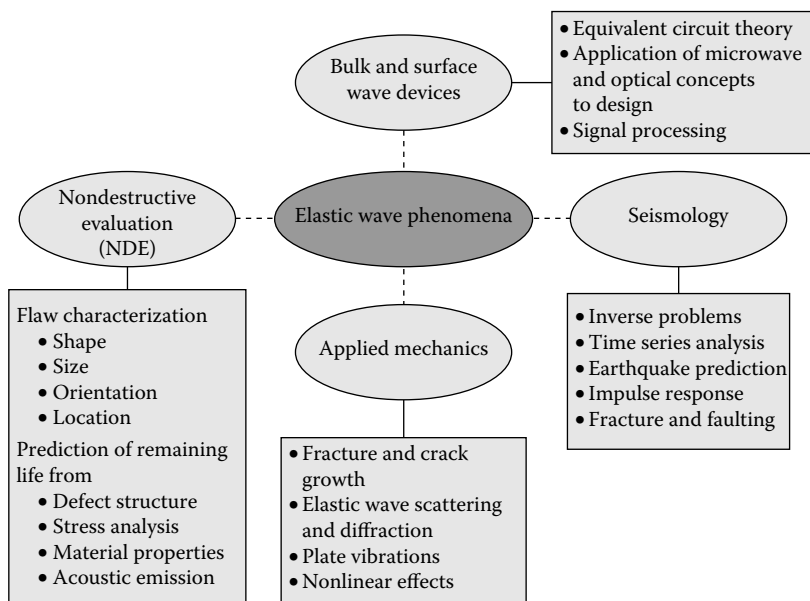 Bulk and surface
wave devices
• Equivalent circuit theory
• Application of microwave
and optical concepts
to design
• Signal processing
Nondestructive
evaluation
(NDE)
Elastic wave phenomena
Seismology
Flaw characterization
• Shape
• Size
• Orientation
• Location
Prediction of remaining
life from
• Defect structure
• Stress analysis
• Material properties
• Acoustic emission
Applied mechanics
• Fracture and crack
growth
• Elastic wave scattering
and diffraction
• Plate vibrations
• Nonlinear effects
• Inverse problems
• Time series analysis
• Earthquake prediction
• Impulse response
• Fracture and faulting